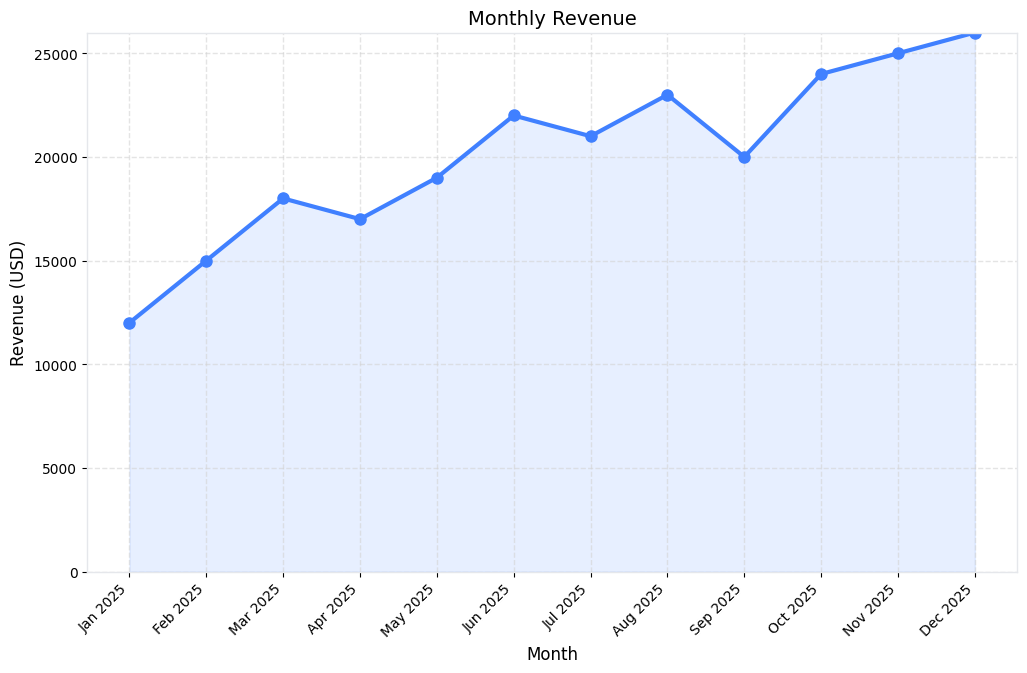 Monthly Revenue
Revenue (USD)
25000
20000
15000
10000
5000
0
Jan 2025
Feb 2025
Mar 2025
Apr 2025
May 2025
Jun 2025
Jul 2025
Aug 2025
Sep 2025
Oct 2025
Nov 2025
Dec 2025
Month